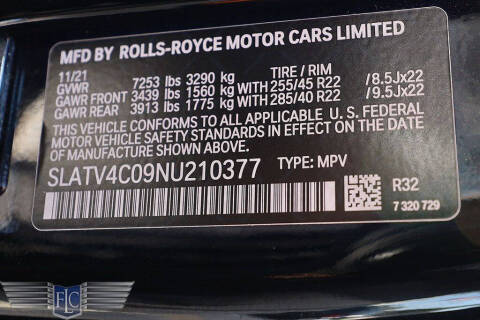 MFD BY ROLLS-ROYCE MOTOR CARS LIMITED
11/21
GVWR 7253 lbs 3290 kg TIRE / RIM
GAWR FRONT 3439 lbs 1560 kg WITH 255/45 R22 /8.5Jx22
GAWR REAR 3913 lbs 1775 kg WITH 285/40 R22 /9.5Jx22
THIS VEHICLE CONFORMS TO ALL APPLICABLE U. S. FEDERAL
MOTOR VEHICLE SAFETY STANDARDS IN EFFECT ON THE DATE
OF MANUFACTURE SHOWN ABOVE.
SLATV4C09NU210377 TYPE: MPV
R32
7 320 729
FLC